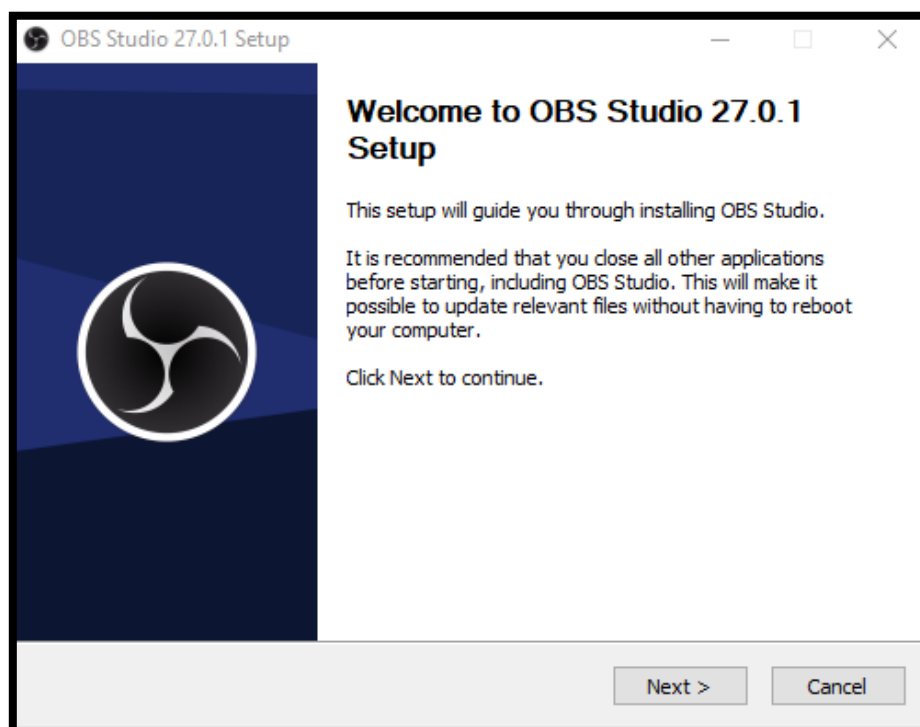 OBS Studio 27.0.1 Setup
Welcome to OBS Studio 27.0.1
Setup
This setup will guide you through installing OBS Studio.
It is recommended that you close all other applications
before starting, including OBS Studio. This will make it
possible to update relevant files without having to reboot
your computer.
Click Next to continue.
Next >
Cancel